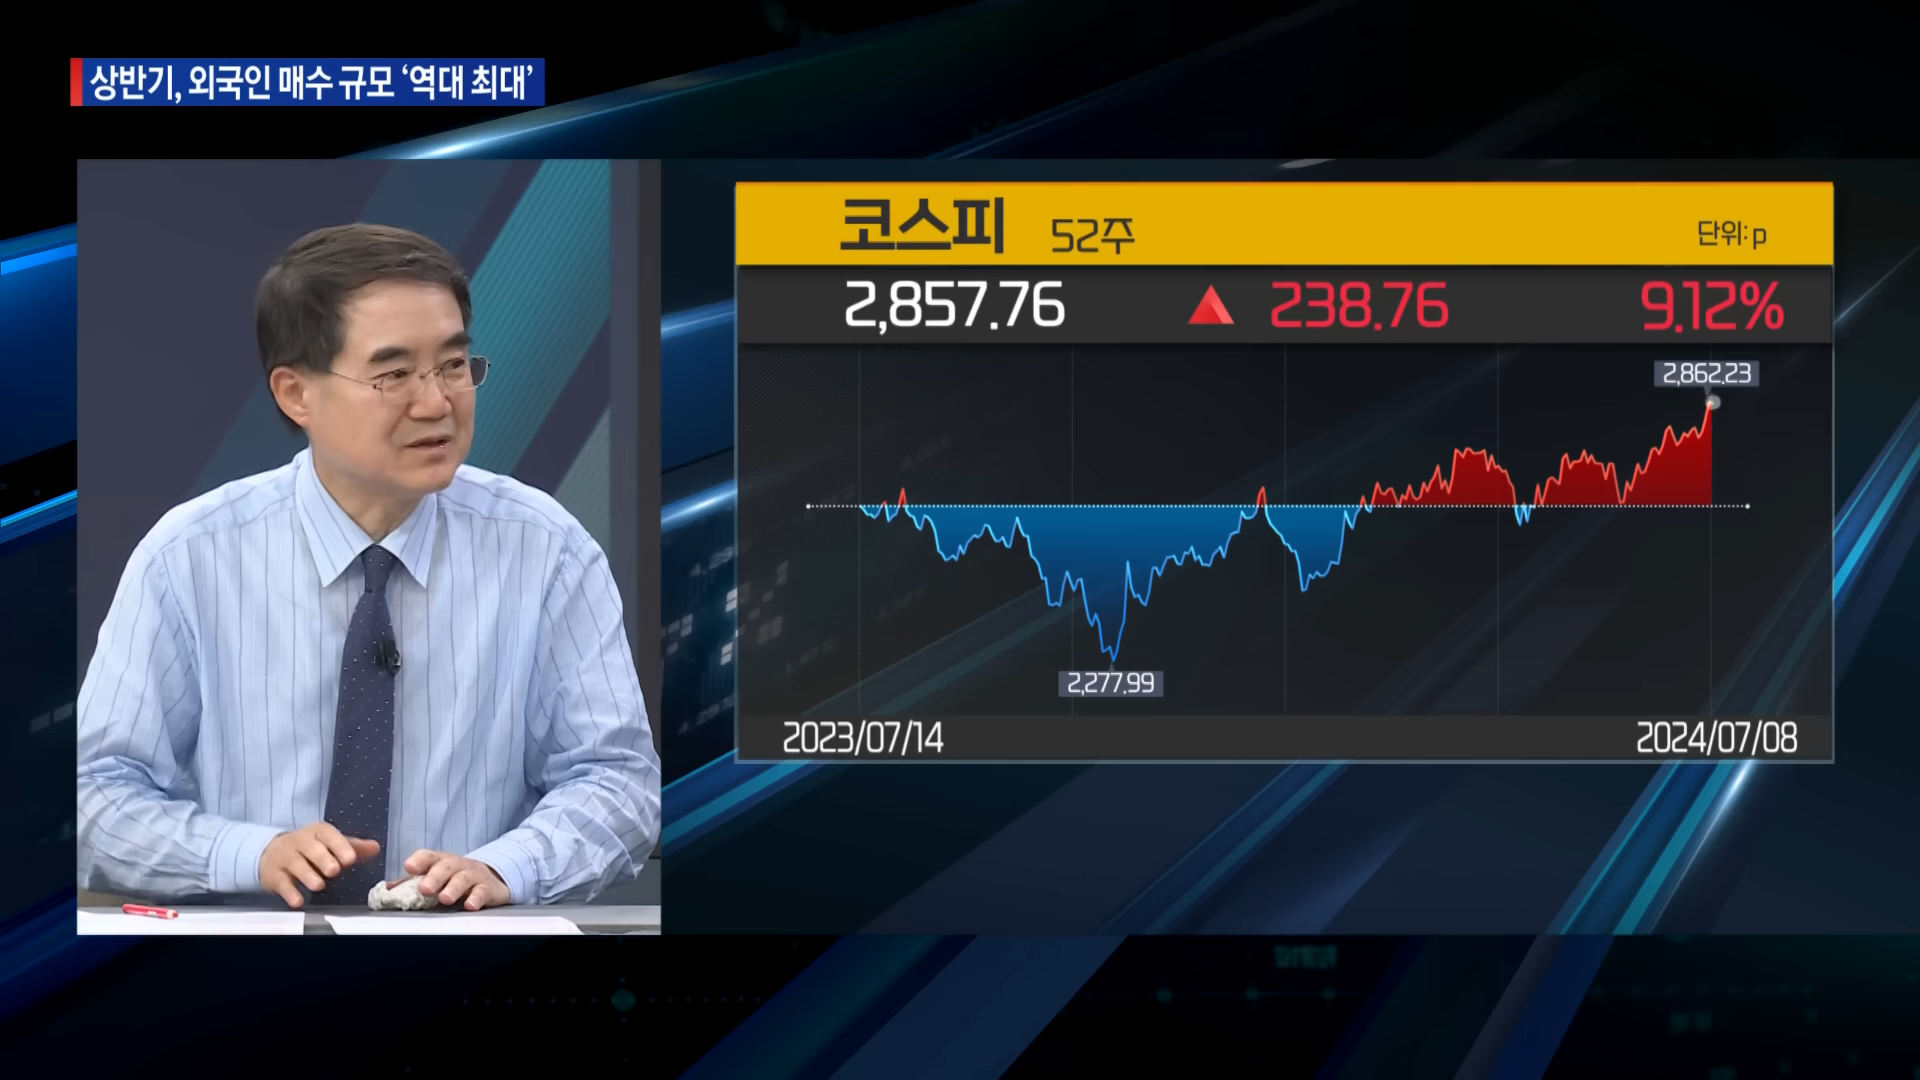 상반기, 외국인 매수 규모 ‘역대 최대’
코스피 52주 단위:p
2,857.76 ▲ 238.76 9.12%
2,862.23
2,277.99
2023/07/14 2024/07/08